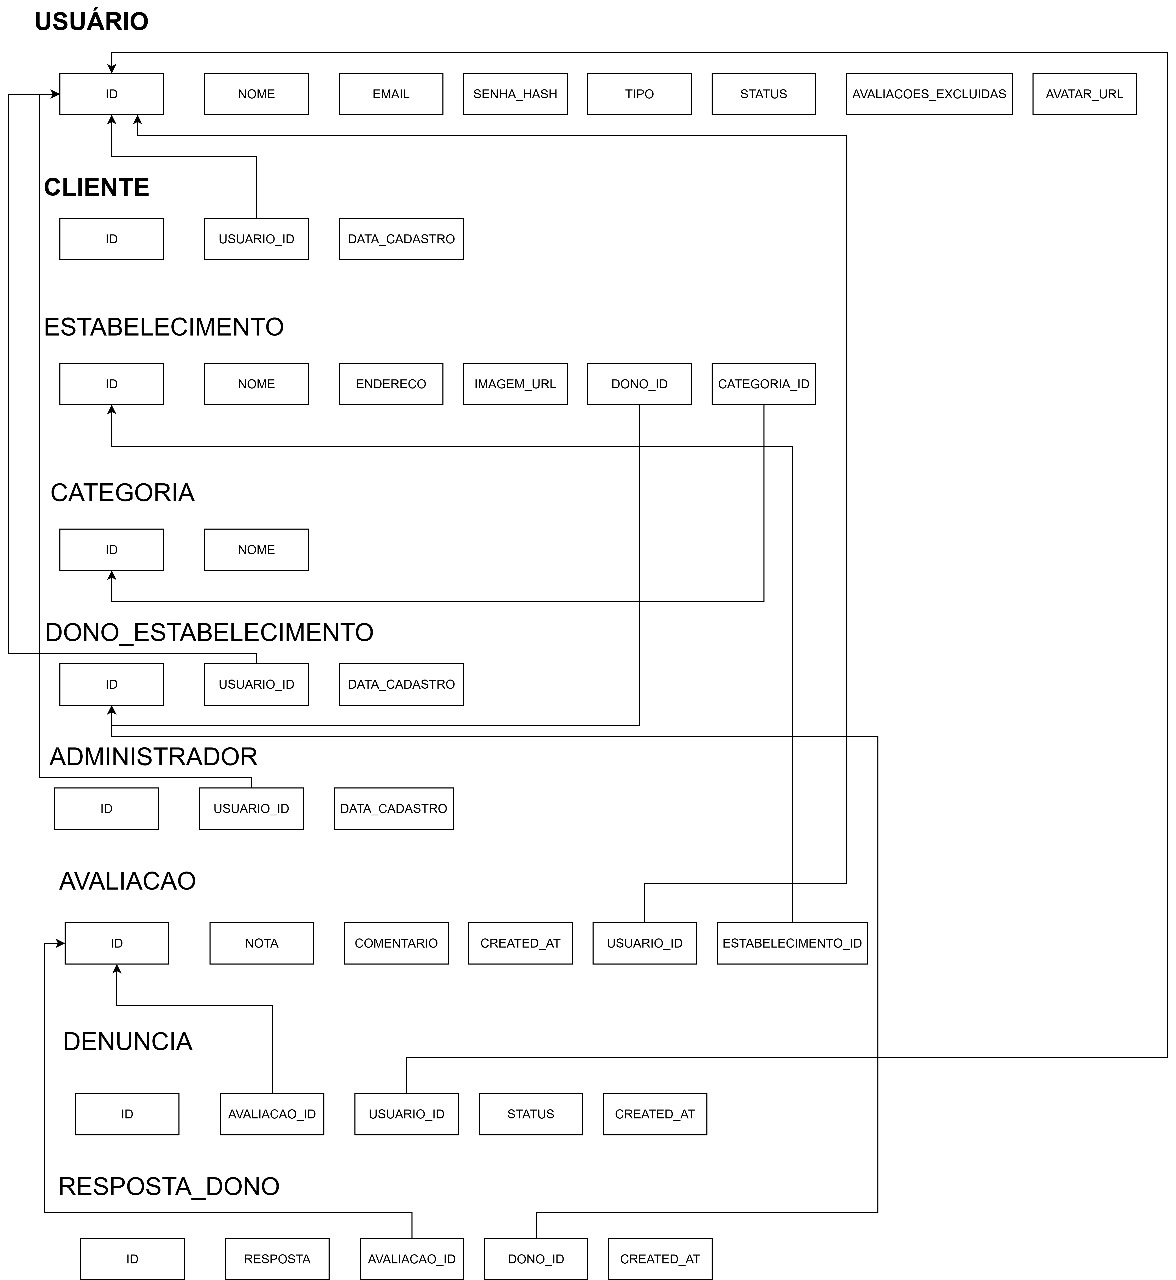 USUÁRIO
ID NOME EMAIL SENHA_HASH TIPO STATUS AVALIACOES_EXCLUIDAS AVATAR_URL
CLIENTE
ID USUARIO_ID DATA_CADASTRO
ESTABELECIMENTO
ID NOME ENDERECO IMAGEM_URL DONO_ID CATEGORIA_ID
CATEGORIA
ID NOME
DONO_ESTABELECIMENTO
ID USUARIO_ID DATA_CADASTRO
ADMINISTRADOR
ID USUARIO_ID DATA_CADASTRO
AVALIACAO
ID NOTA COMENTARIO CREATED_AT USUARIO_ID ESTABELECIMENTO_ID
DENUNCIA
ID AVALIACAO_ID USUARIO_ID STATUS CREATED_AT
RESPOSTA_DONO
ID RESPOSTA AVALIACAO_ID DONO_ID CREATED_AT